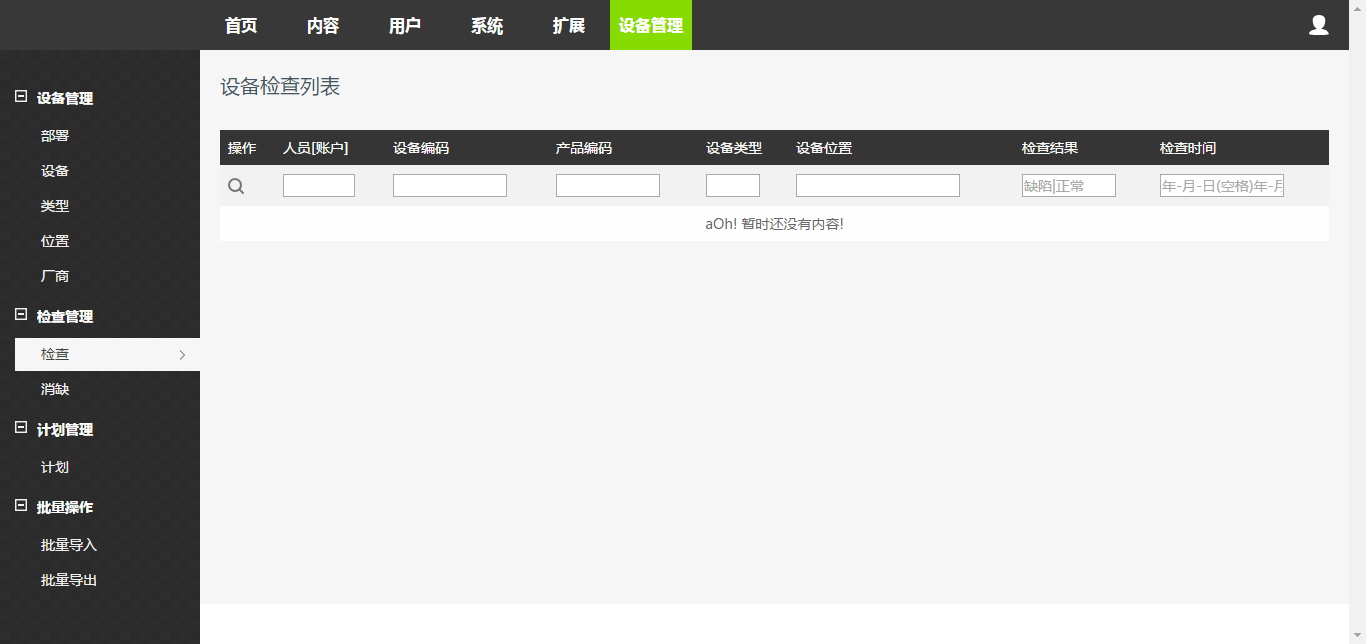 首页 内容 用户 系统 扩展 设备管理
设备管理
部署
设备
类型
位置
厂商
检查管理
检查
消缺
计划管理
计划
批量操作
批量导入
批量导出
设备检查列表
操作 人员[账户] 设备编码 产品编码 设备类型 设备位置 检查结果 检查时间
缺陷|正常 年-月-日(空格)年-月
aOh! 暂时还没有内容!